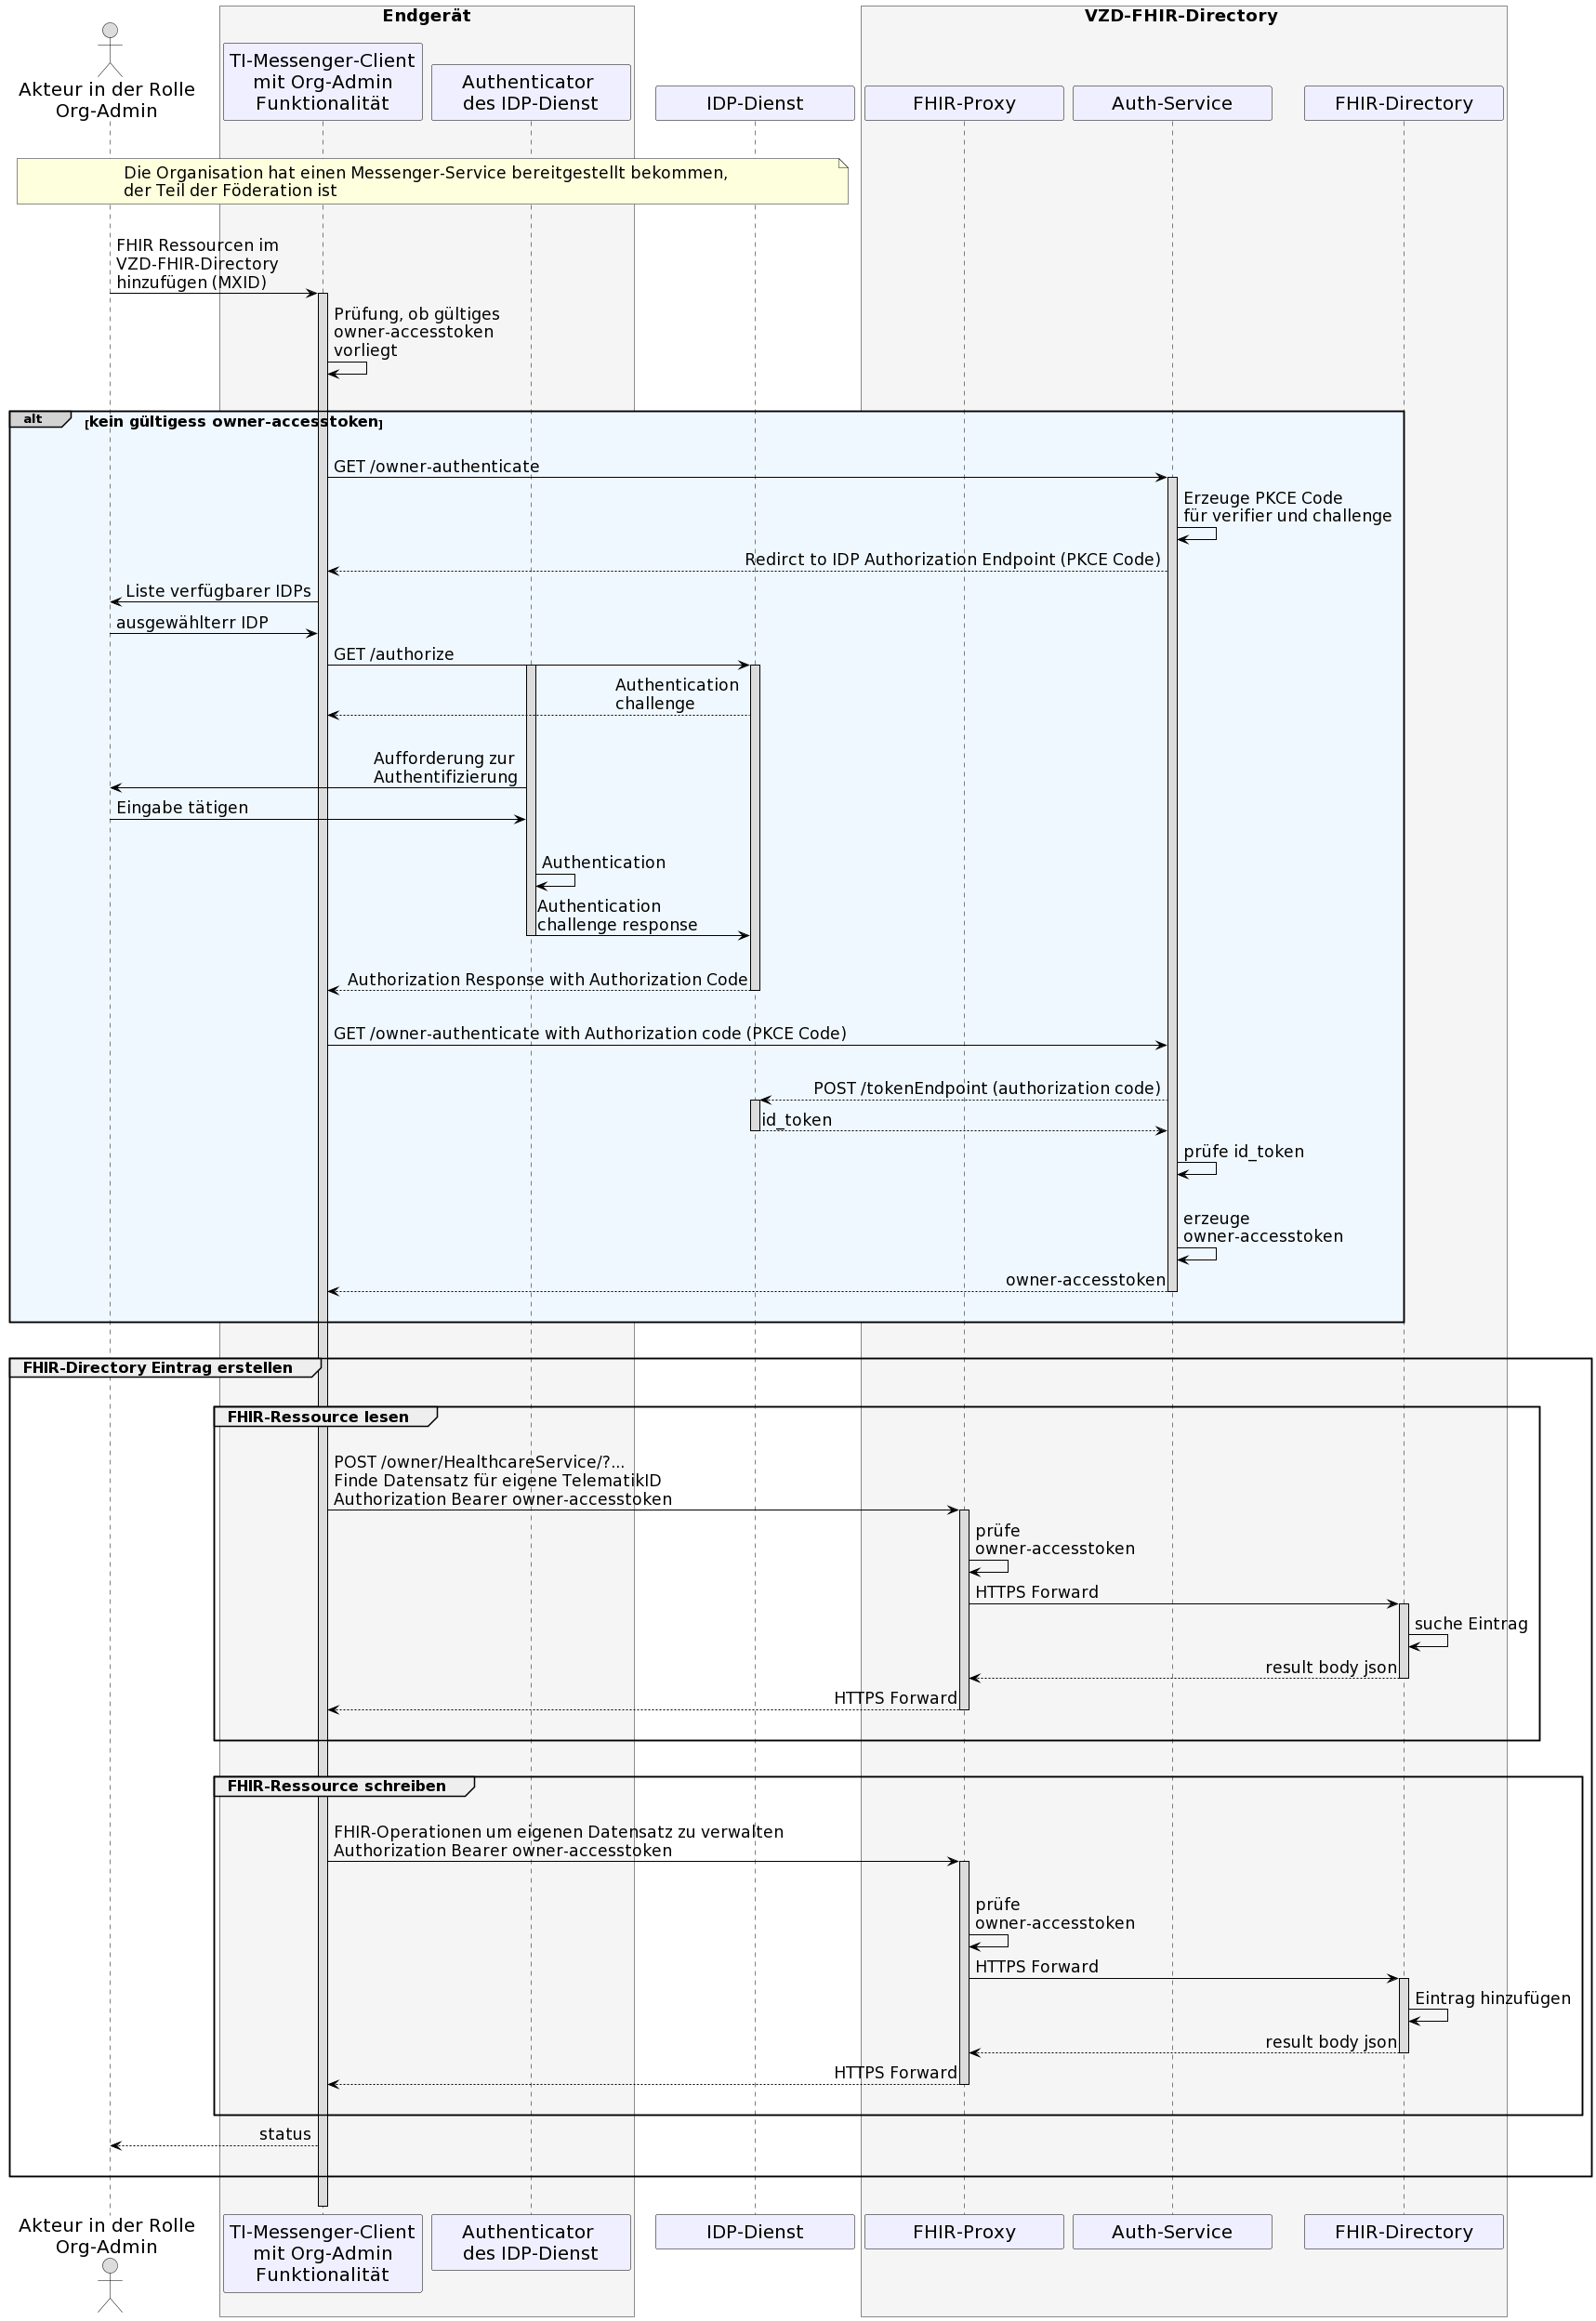 Endgerät
VZD-FHIR-Directory
Akteur in der Rolle
Org-Admin
TI-Messenger-Client
mit Org-Admin
Funktionalität
Authenticator
des IDP-Dienst
IDP-Dienst
FHIR-Proxy
Auth-Service
FHIR-Directory
Die Organisation hat einen Messenger-Service bereitgestellt bekommen,
der Teil der Föderation ist
FHIR Ressourcen im
VZD-FHIR-Directory
hinzufügen (MXID)
Prüfung, ob gültiges
owner-accesstoken
vorliegt
alt [kein gültigess owner-accesstoken]
GET /owner-authenticate
Erzeuge PKCE Code
für verifier und challenge
Redirct to IDP Authorization Endpoint (PKCE Code)
Liste verfügbarer IDPs
ausgewählterr IDP
GET /authorize
Authentication
challenge
Aufforderung zur
Authentifizierung
Eingabe tätigen
Authentication
Authentication
challenge response
Authorization Response with Authorization Code
GET /owner-authenticate with Authorization code (PKCE Code)
POST /tokenEndpoint (authorization code)
id_token
prüfe id_token
erzeuge
owner-accesstoken
owner-accesstoken
FHIR-Directory Eintrag erstellen
FHIR-Ressource lesen
POST /owner/HealthcareService/?...
Finde Datensatz für eigene TelematikID
Authorization Bearer owner-accesstoken
prüfe
owner-accesstoken
HTTPS Forward
suche Eintrag
result body json
HTTPS Forward
FHIR-Ressource schreiben
FHIR-Operationen um eigenen Datensatz zu verwalten
Authorization Bearer owner-accesstoken
prüfe
owner-accesstoken
HTTPS Forward
Eintrag hinzufügen
result body json
HTTPS Forward
status
Akteur in der Rolle
Org-Admin
TI-Messenger-Client
mit Org-Admin
Funktionalität
Authenticator
des IDP-Dienst
IDP-Dienst
FHIR-Proxy
Auth-Service
FHIR-Directory